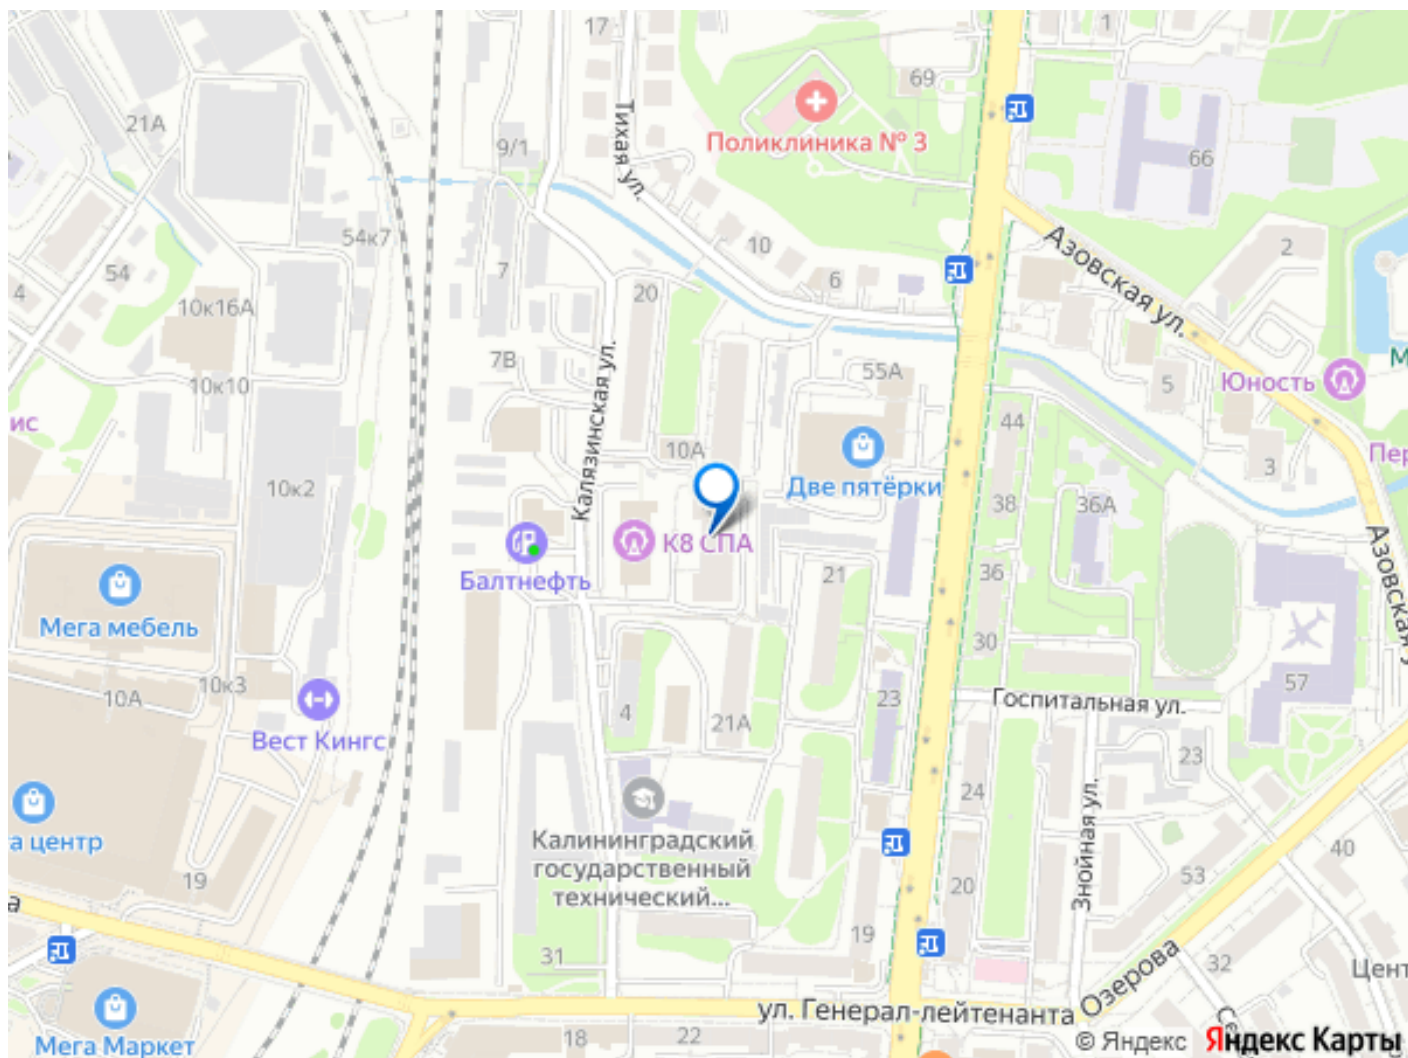 17
1
69
21А
Тихая ул.
Поликлиника № 3
9/1
66
54к7
10
Азовская ул.
2
54
7
6
4
20
10к16А
7В
55А
5
Юность
М
10к10
Калязинская ул.
ис
44
10А
3
Пер
10к2
Две пятёрки
38
36А
К8 СПА
Балтнефть
21
36
Азовская у
Мега мебель
30
10А
10к3
57
4
21А
23
Госпитальная ул.
Вест Кингс
23
24
Знойная ул.
а центр
Калининградский
государственный
технический...
40
19
20
53
а
19
31
Озерова
32
Цент
ул. Генерал-лейтенанта
Се
18
22
Мега Маркет
© Яндекс Яндекс Карты